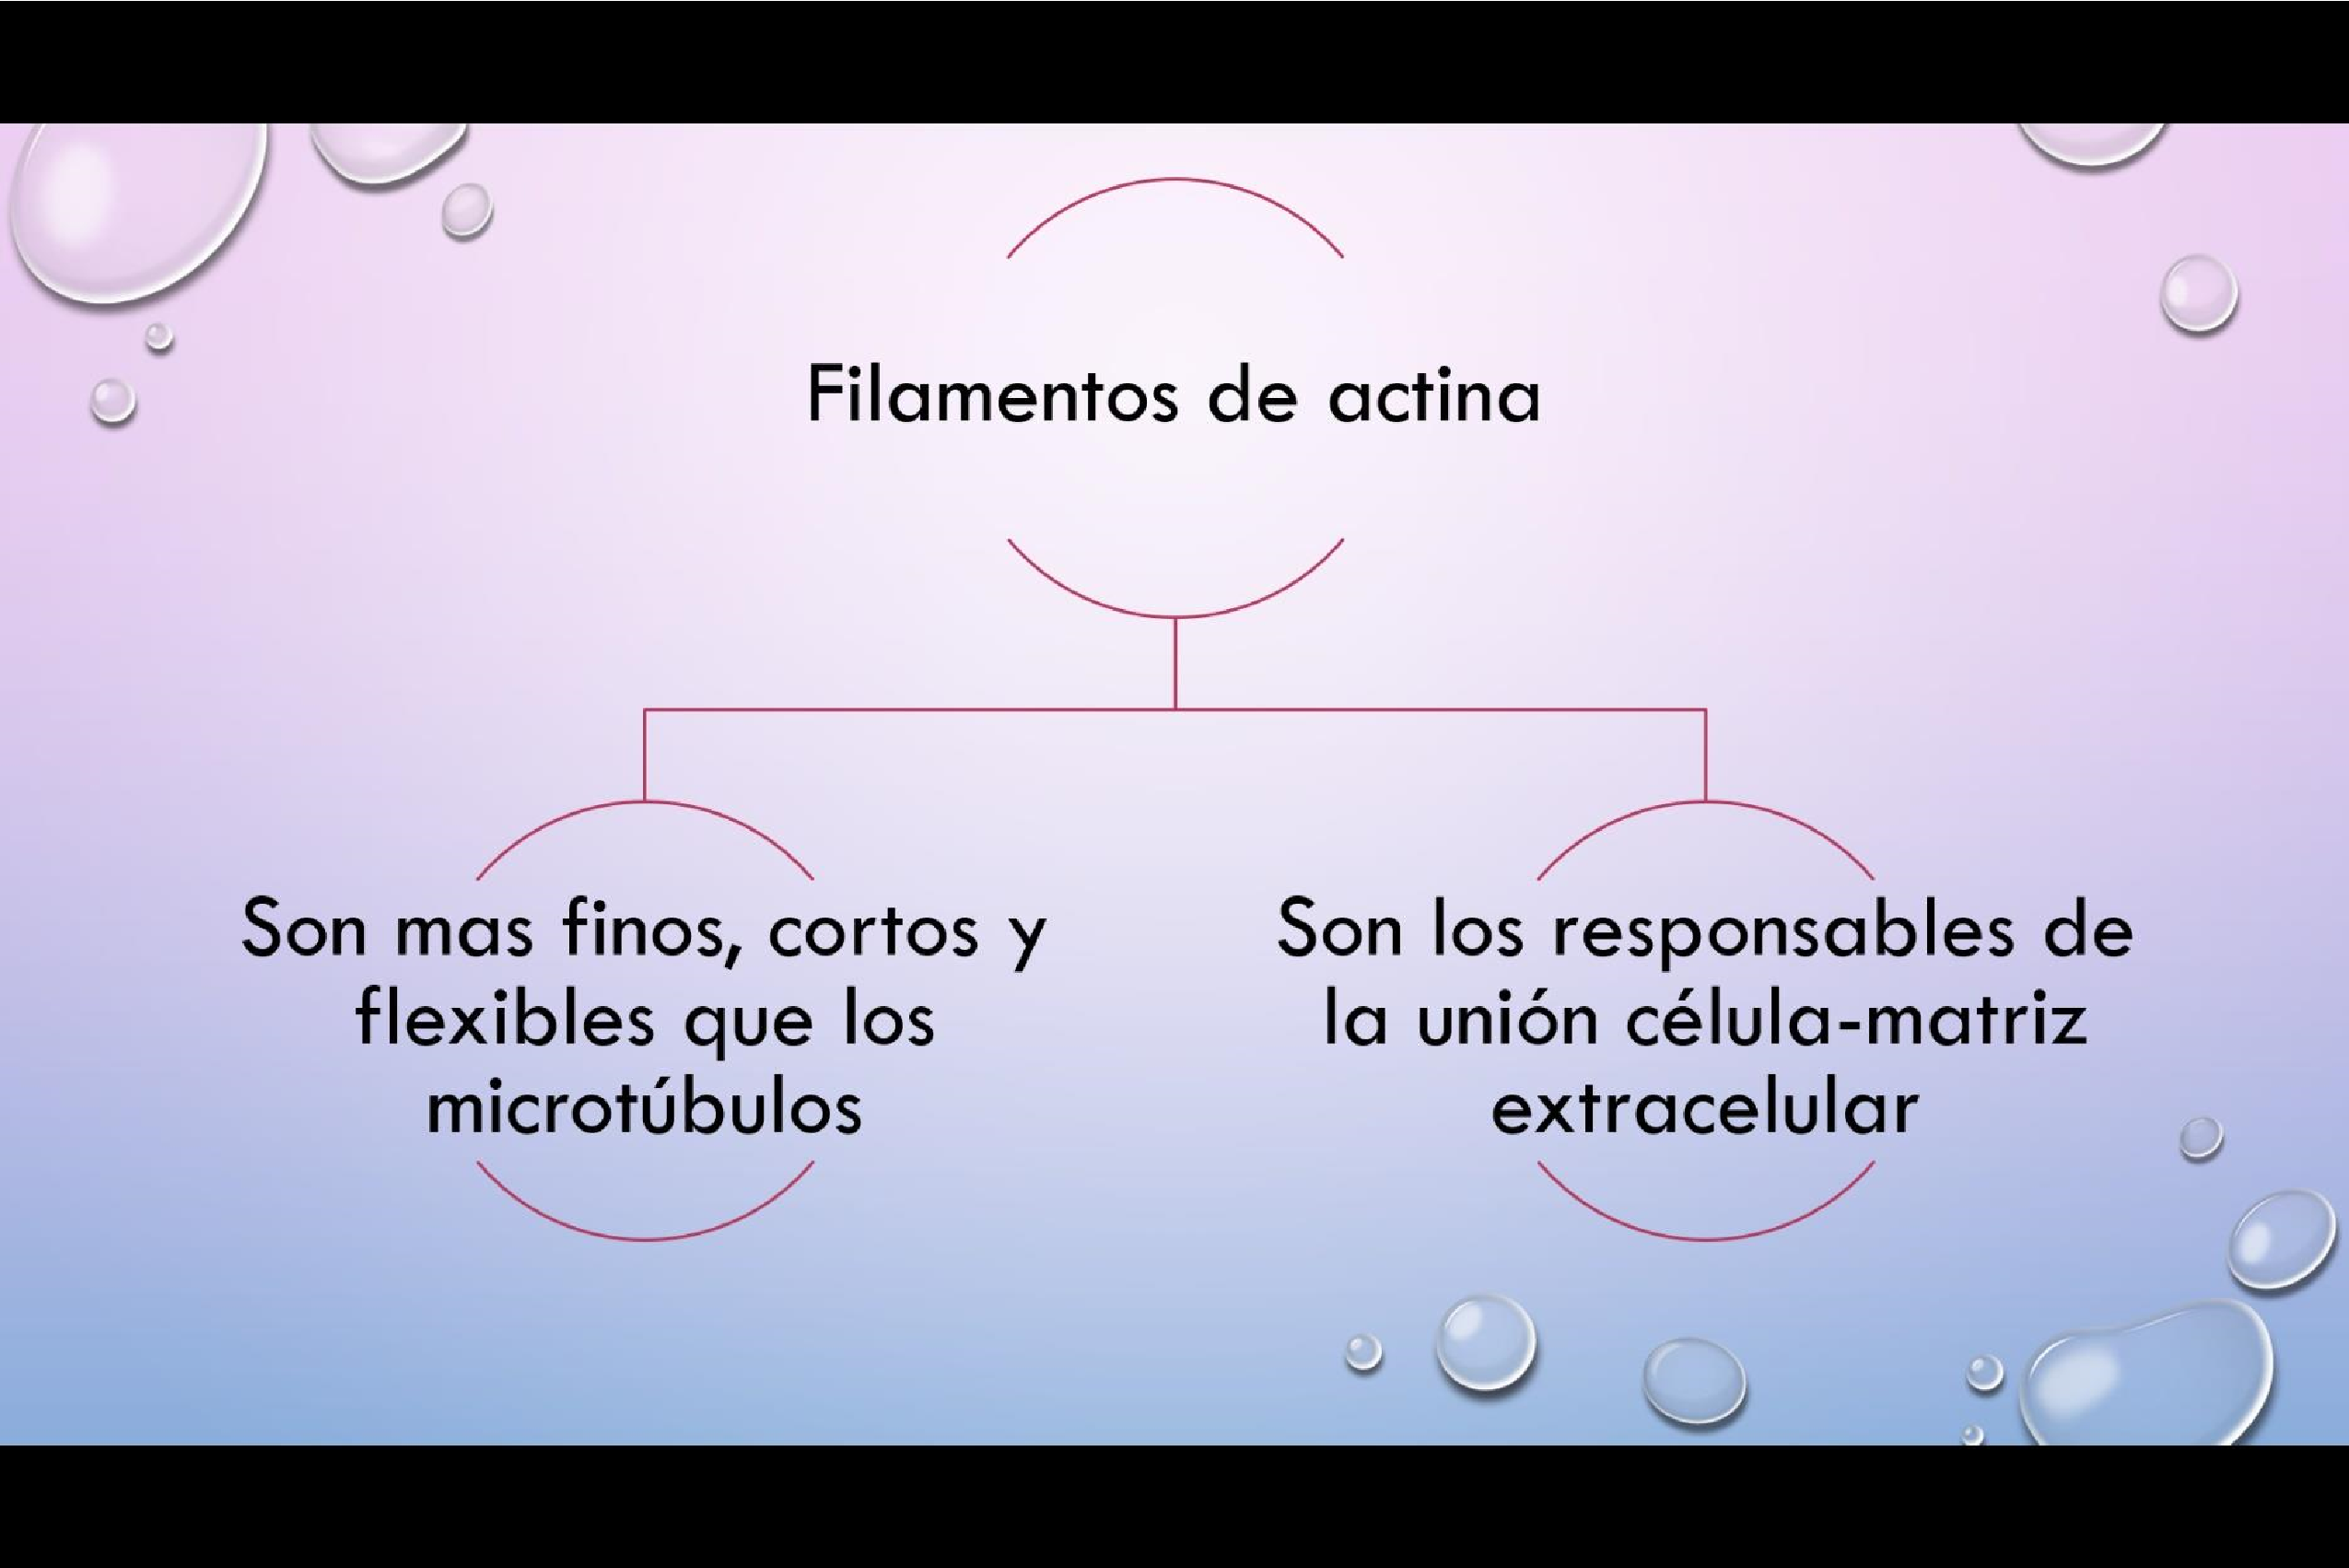 Filamentos de actina
Son mas finos, cortos y
flexibles que los
microtúbulos
Son los responsables de
la unión célula-matriz
extracelular